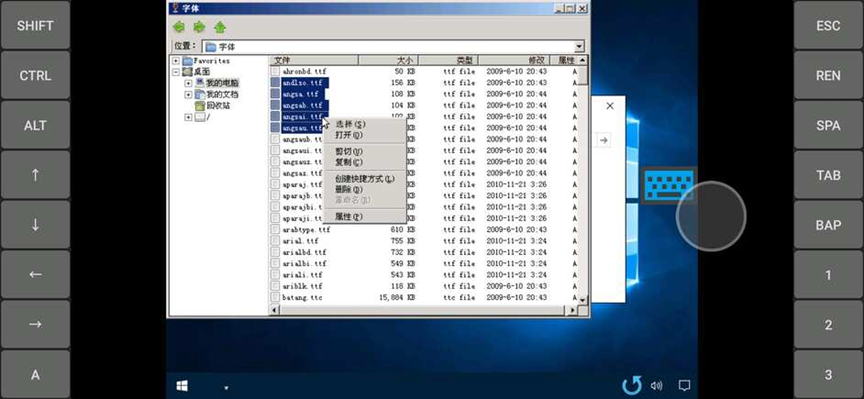 SHIFT
CTRL
ALT
↑
↓
←
→
A
字体
位置: 字体
Favorites
桌面
我的电脑
我的文档
回收站
/
文件 大小 类型 修改 属性
ahronbd.ttf 50 KB ttf file 2009-6-10 20:43 A
andlso.ttf 156 KB ttf file 2009-6-10 20:43 A
angsa.ttf 108 KB ttf file 2009-6-10 20:43 A
angsab.ttf 104 KB ttf file 2009-6-10 20:43 A
angsai.ttf 102 KB ttf file 2009-6-10 20:43 A
angsau.ttf ttf file 2009-6-10 20:43 A
angsaub.ttf ttf file 2009-6-10 20:43 A
angsaui.ttf ttf file 2009-6-10 20:43 A
angsauz.ttf ttf file 2009-6-10 20:43 A
angsaz.ttf ttf file 2009-6-10 20:43 A
aparaj.ttf ttf file 2010-11-21 3:26 A
aparajb.ttf ttf file 2010-11-21 3:26 A
aparajbi.ttf ttf file 2010-11-21 3:26 A
aparaji.ttf ttf file 2010-11-21 3:26 A
arabtype.ttf 610 KB ttf file 2009-6-10 20:43 A
arial.ttf 755 KB ttf file 2010-11-21 3:24 A
arialbd.ttf 732 KB ttf file 2010-11-21 3:24 A
arialbi.ttf 549 KB ttf file 2010-11-21 3:24 A
ariali.ttf 543 KB ttf file 2010-11-21 3:24 A
ariblk.ttf 118 KB ttf file 2009-6-10 20:43 A
batang.ttc 15,884 KB ttc file 2009-6-10 20:43 A
选择(S)
打开(O)
剪切(V)
复制(C)
创建快捷方式(L)
删除(D)
重命名(R)
属性(P)
ESC
REN
SPA
TAB
BAP
1
2
3